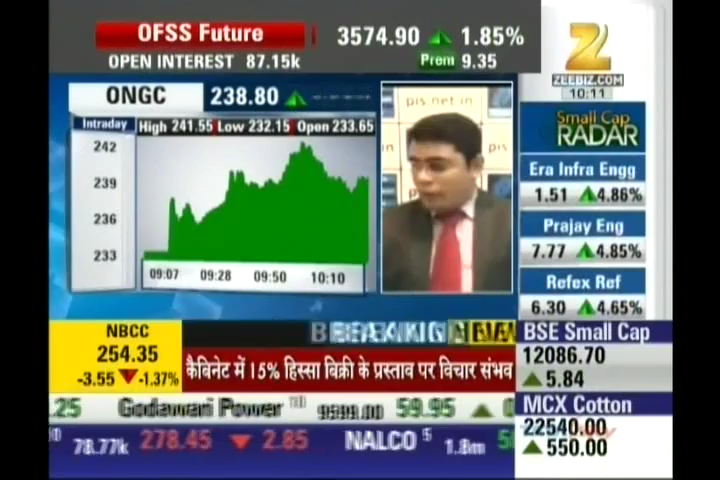 OFSS Future
3574.90 1.85%
OPEN INTEREST 87.15k
Prem 9.35
ZEEBIZ.COM
10:11
ONGC 238.80
Intraday High 241.55 Low 232.15 Open 233.65
242
239
236
233
09:07 09:28 09:50 10:10
pis.net.in
Small Cap
RADAR
Era Infra Engg
1.51 4.86%
Prajay Eng
7.77 4.85%
Refex Ref
6.30 4.65%
NBCC
254.35
-3.55 -1.37%
कैबिनेट में 15% हिस्सा बिक्री के प्रस्ताव पर विचार संभव
BSE Small Cap
12086.70
5.84
MCX Cotton
22540.00
550.00
.25 Godawari Power 59.95
78.77k 278.45 2.85 NALCO 5 1.8m